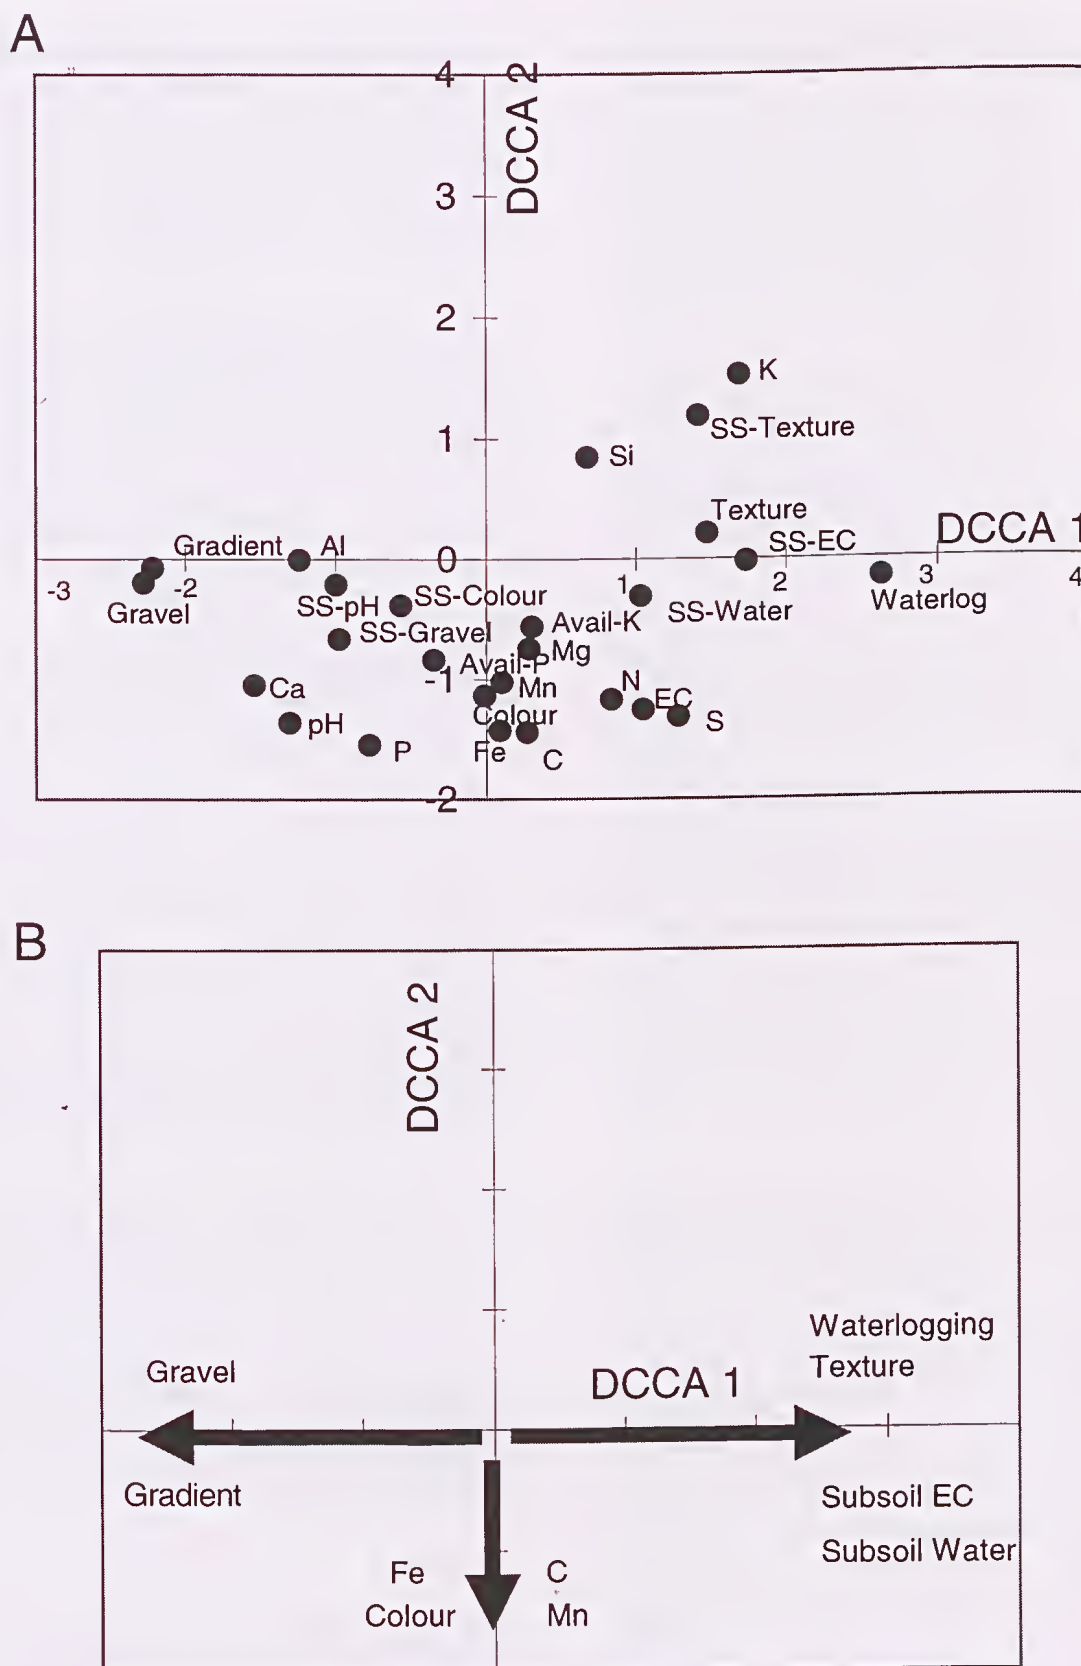 A
4
DCCA 2
3
2
K
SS-Texture
1
Si
Texture
DCCA 1
Gradient
Al
0
SS-EC
-3
-2
1
2
3
4
Gravel
SS-pH
SS-Colour
SS-Water
Waterlog
SS-Gravel
Avail-K
Avail-P
Mg
-1
Ca
Mn
N
EC
S
pH
Colour
P
Fe
C
-2
B
DCCA 2
Waterlogging
Gravel
DCCA 1
Texture
Gradient
Subsoil EC
Subsoil Water
Fe
C
Colour
Mn